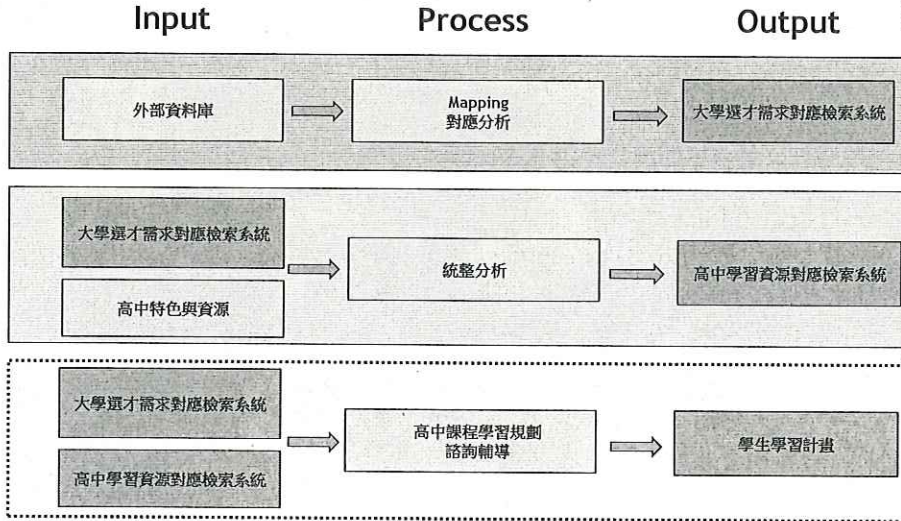 Input
Process
Output
外部資料庫
Mapping
對應分析
大學選才需求對應檢索系統
大學選才需求對應檢索系統
高中特色與資源
統整分析
高中學習資源對應檢索系統
大學選才需求對應檢索系統
高中學習資源對應檢索系統
高中課程學習規劃
諮詢輔導
學生學習計畫